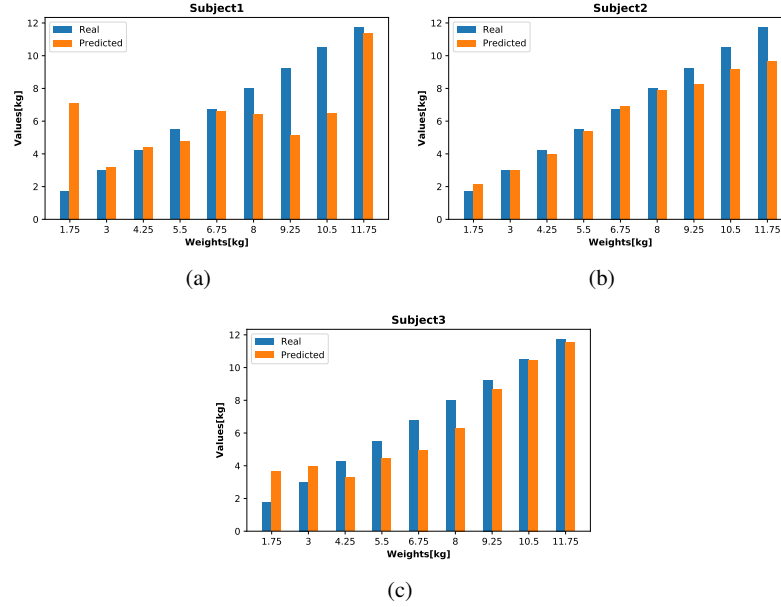 Subject1
Real
Predicted
12
10
8
6
4
2
0
Values[kg]
1.75 3 4.25 5.5 6.75 8 9.25 10.5 11.75
Weights[kg]
(a)
Subject2
Real
Predicted
12
10
8
6
4
2
0
Values[kg]
1.75 3 4.25 5.5 6.75 8 9.25 10.5 11.75
Weights[kg]
(b)
Subject3
Real
Predicted
12
10
8
6
4
2
0
Values[kg]
1.75 3 4.25 5.5 6.75 8 9.25 10.5 11.75
Weights[kg]
(c)